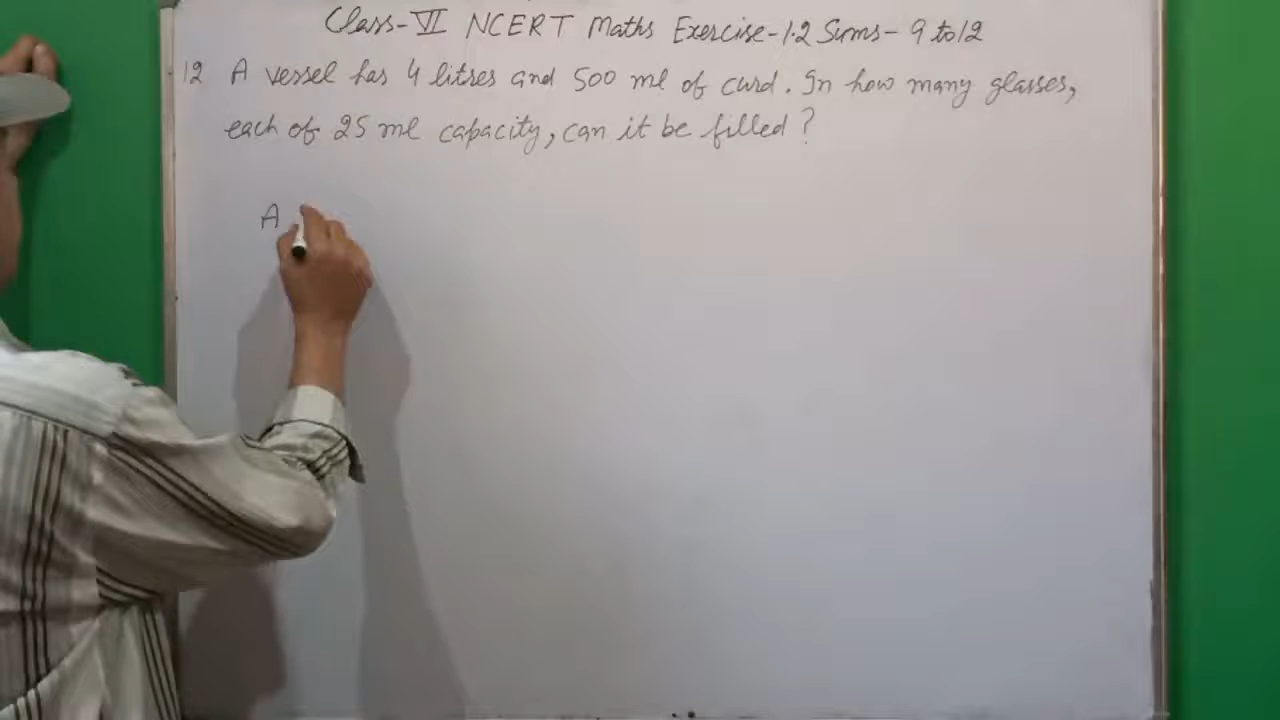 Class-VI NCERT Maths Exercise-1.2 Sums- 9 to 12
12 A vessel has 4 litres and 500 ml of curd. In how many glasses,
each of 25 ml capacity, can it be filled?
A